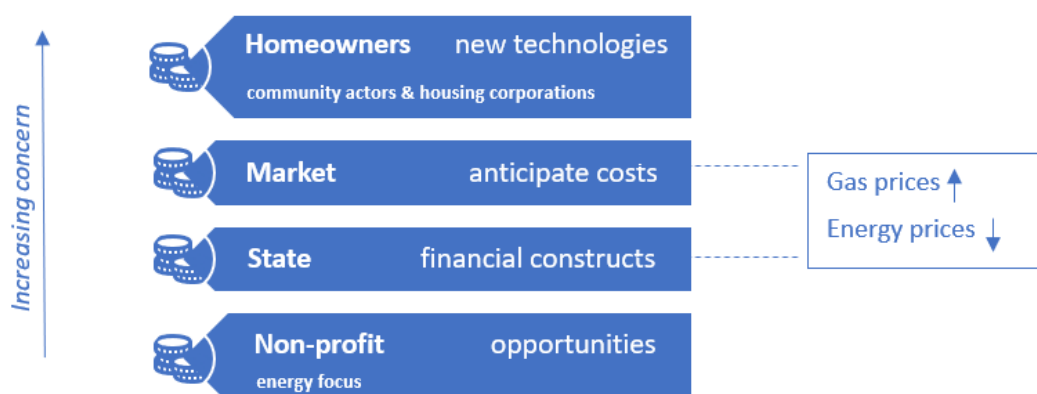 Increasing concern
Homeowners new technologies
community actors & housing corporations
Market anticipate costs
State financial constructs
Non-profit opportunities
energy focus
Gas prices
Energy prices